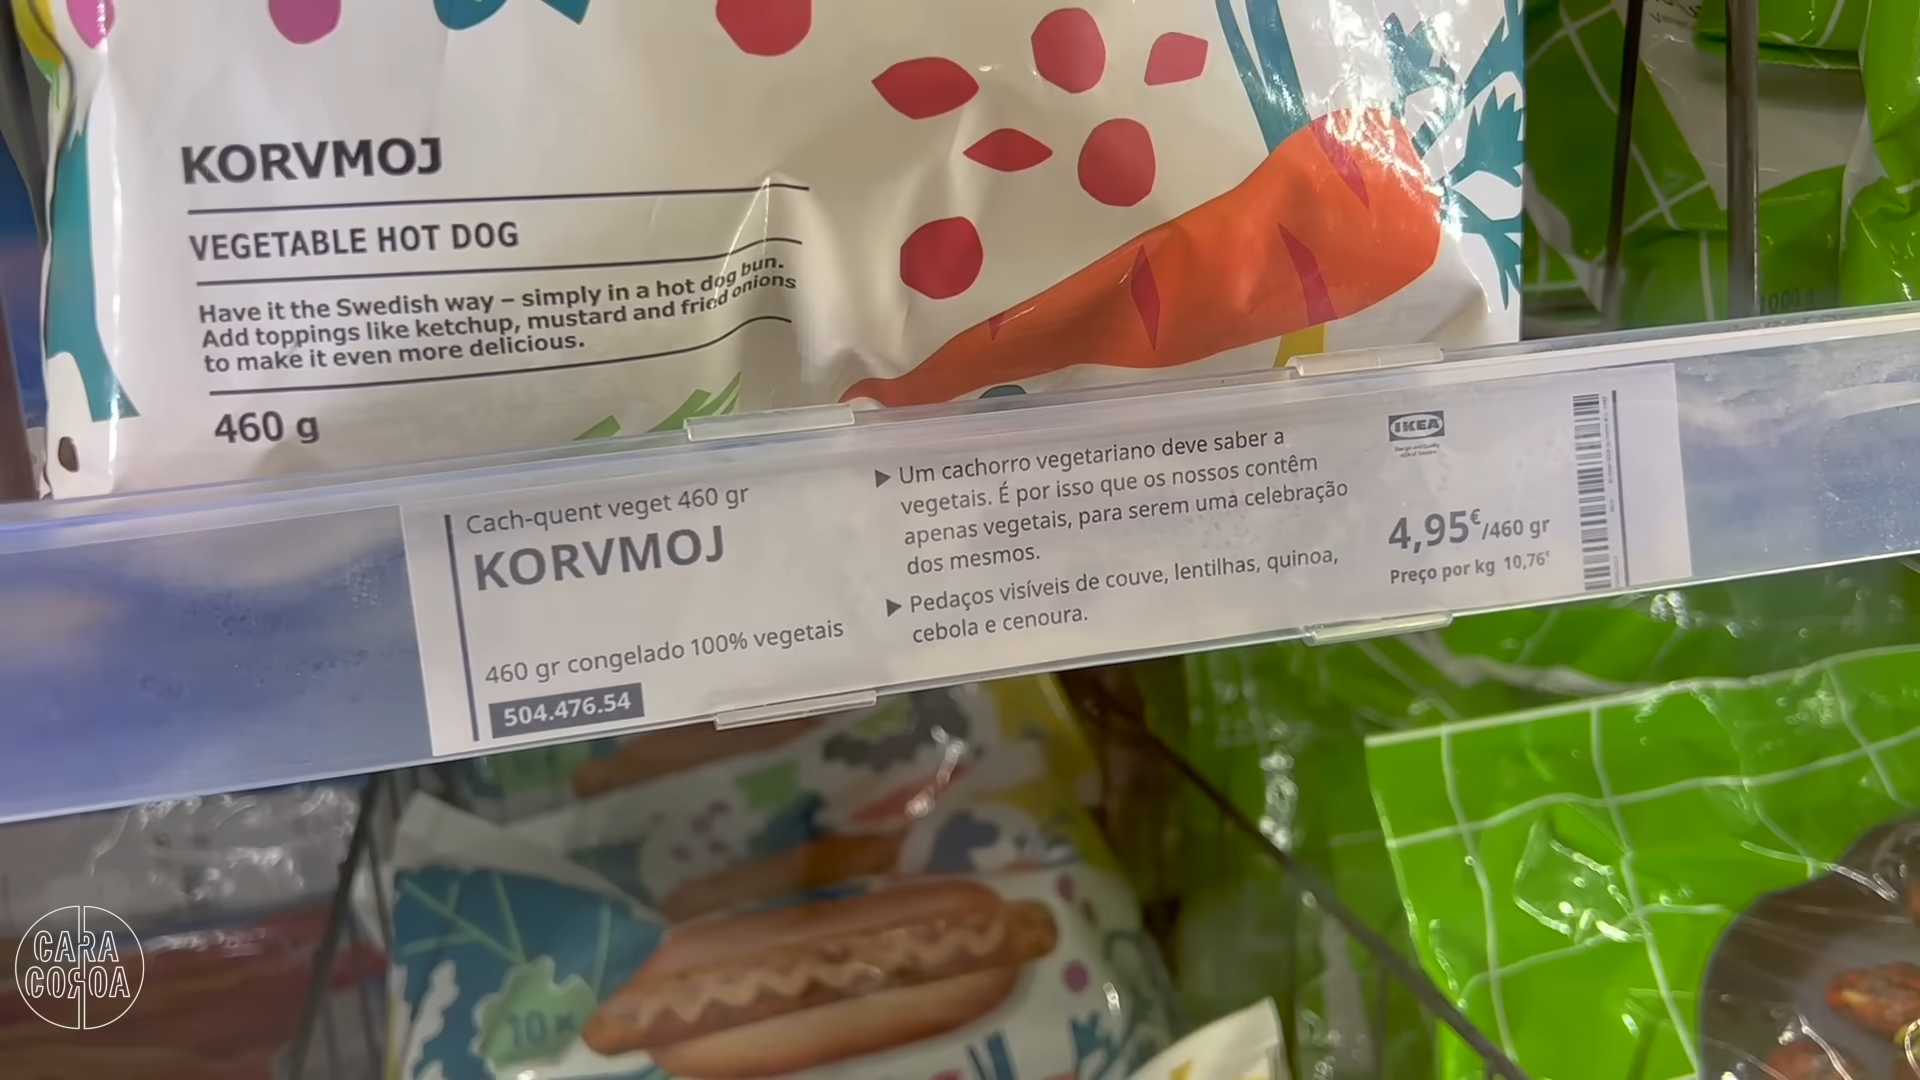 KORVMOJ
VEGETABLE HOT DOG
Have it the Swedish way – simply in a hot dog bun.
Add toppings like ketchup, mustard and fried onions
to make it even more delicious.
460 g
Cach-quent veget 460 gr
KORVMOJ
460 gr congelado 100% vegetais
504.476.54
▶ Um cachorro vegetariano deve saber a
vegetais. É por isso que os nossos contêm
apenas vegetais, para serem uma celebração
dos mesmos.
▶ Pedaços visíveis de couve, lentilhas, quinoa,
cebola e cenoura.
IKEA
4,95€/460 gr
Preço por kg 10,76€
10
CARA
COROA